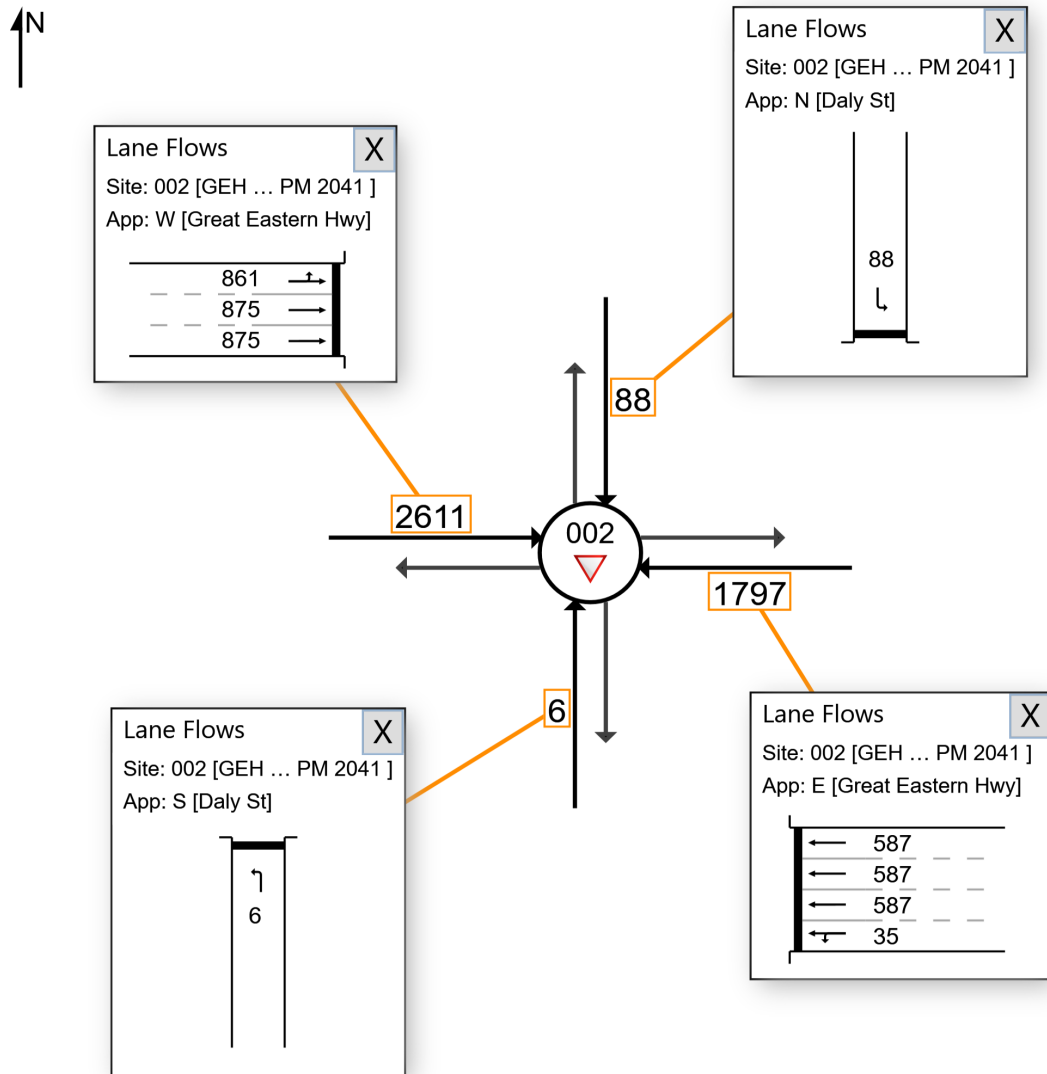 N
Lane Flows
X
Site: 002 [GEH ... PM 2041 ]
App: N [Daly St]
88
Lane Flows
X
Site: 002 [GEH ... PM 2041 ]
App: W [Great Eastern Hwy]
861
875
875
88
2611
002
1797
6
Lane Flows
X
Site: 002 [GEH ... PM 2041 ]
App: S [Daly St]
6
Lane Flows
X
Site: 002 [GEH ... PM 2041 ]
App: E [Great Eastern Hwy]
587
587
587
35